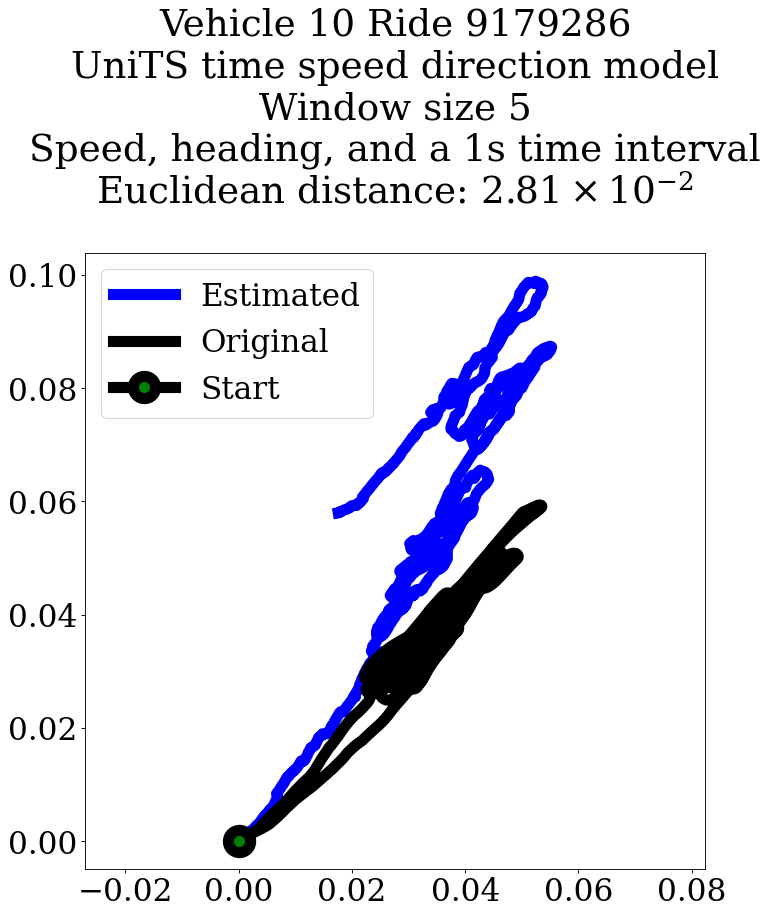 Vehicle 10 Ride 9179286
UniTS time speed direction model
Window size 5
Speed, heading, and a 1s time interval
Euclidean distance: 2.81 × 10⁻²
Estimated
Original
Start
0.10
0.08
0.06
0.04
0.02
0.00
−0.02 0.00 0.02 0.04 0.06 0.08